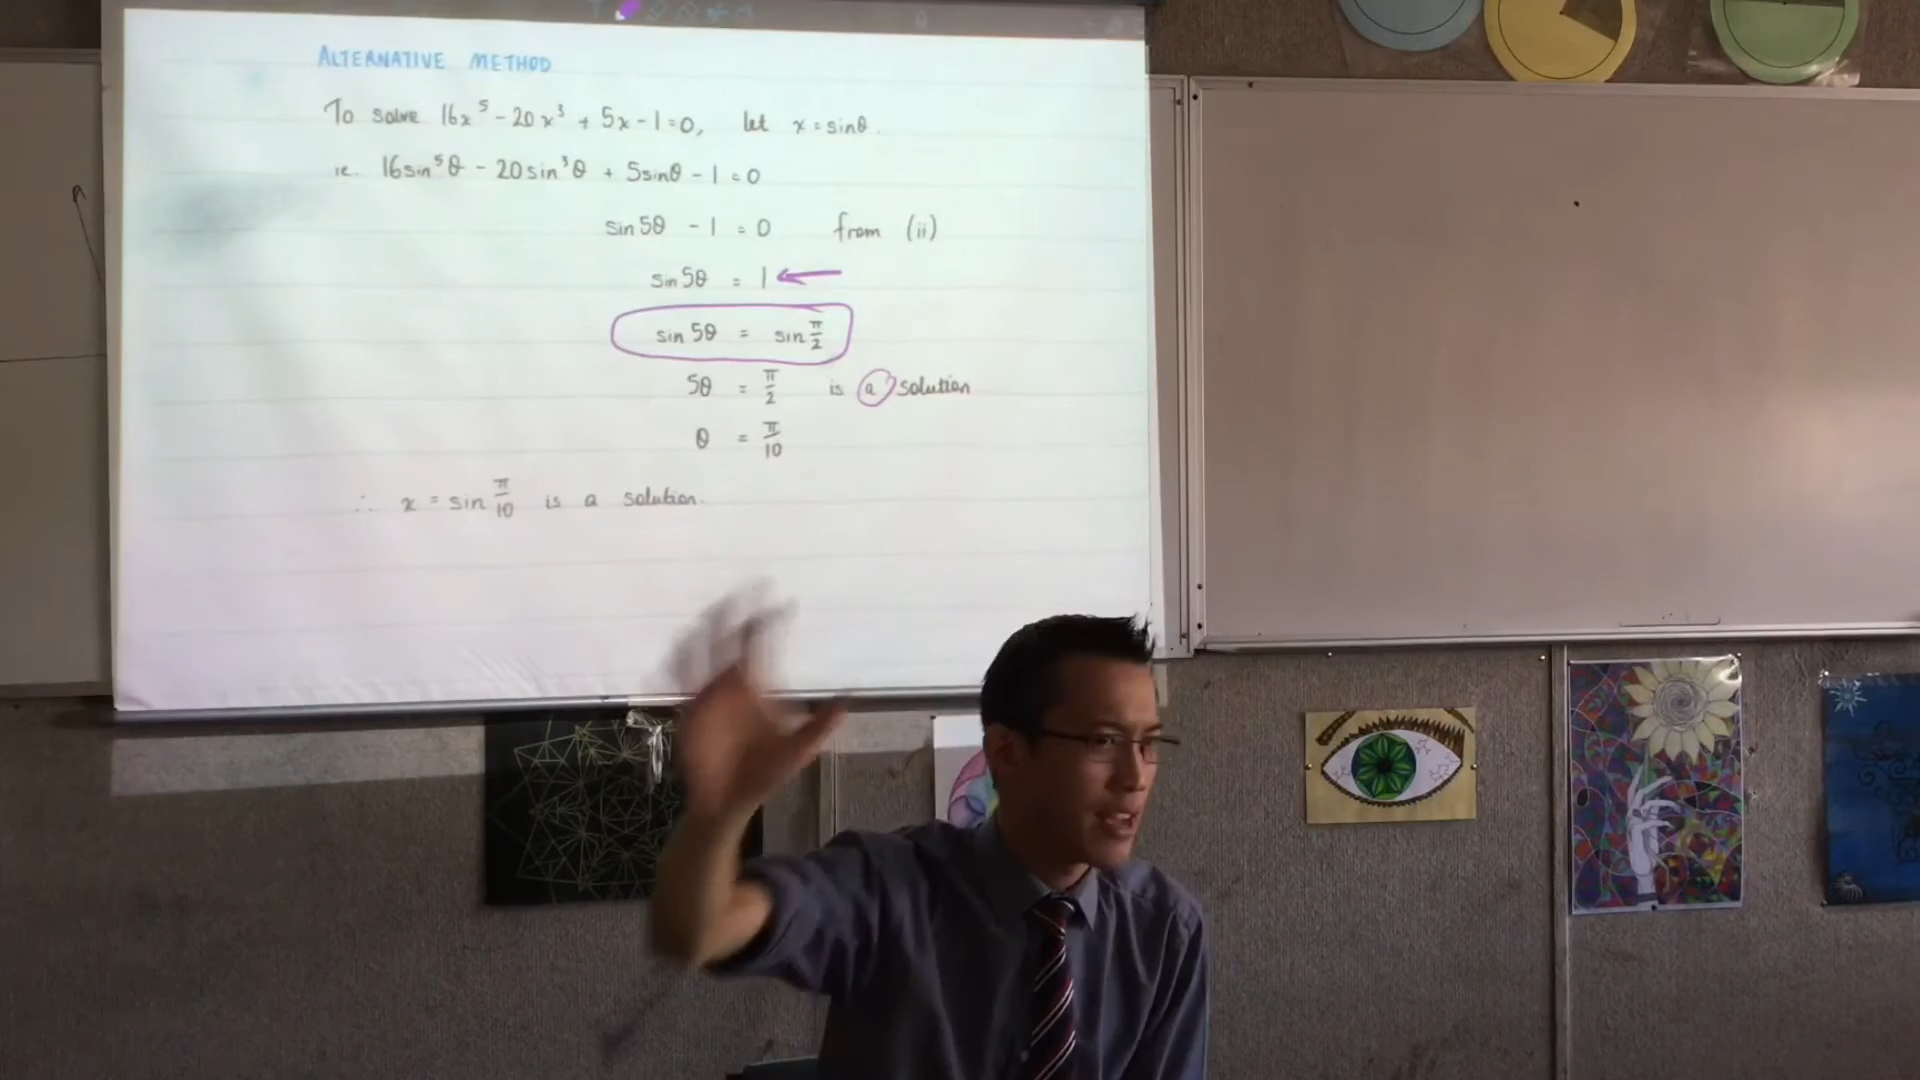 ALTERNATIVE METHOD
To solve 16x⁵ - 20x³ + 5x - 1 = 0, let x = sinθ.
ie. 16sin⁵θ - 20sin³θ + 5sinθ - 1 = 0
sin 5θ - 1 = 0 from (ii)
sin 5θ = 1
sin 5θ = sin π/2
5θ = π/2 is a solution
θ = π/10
∴ x = sin π/10 is a solution.